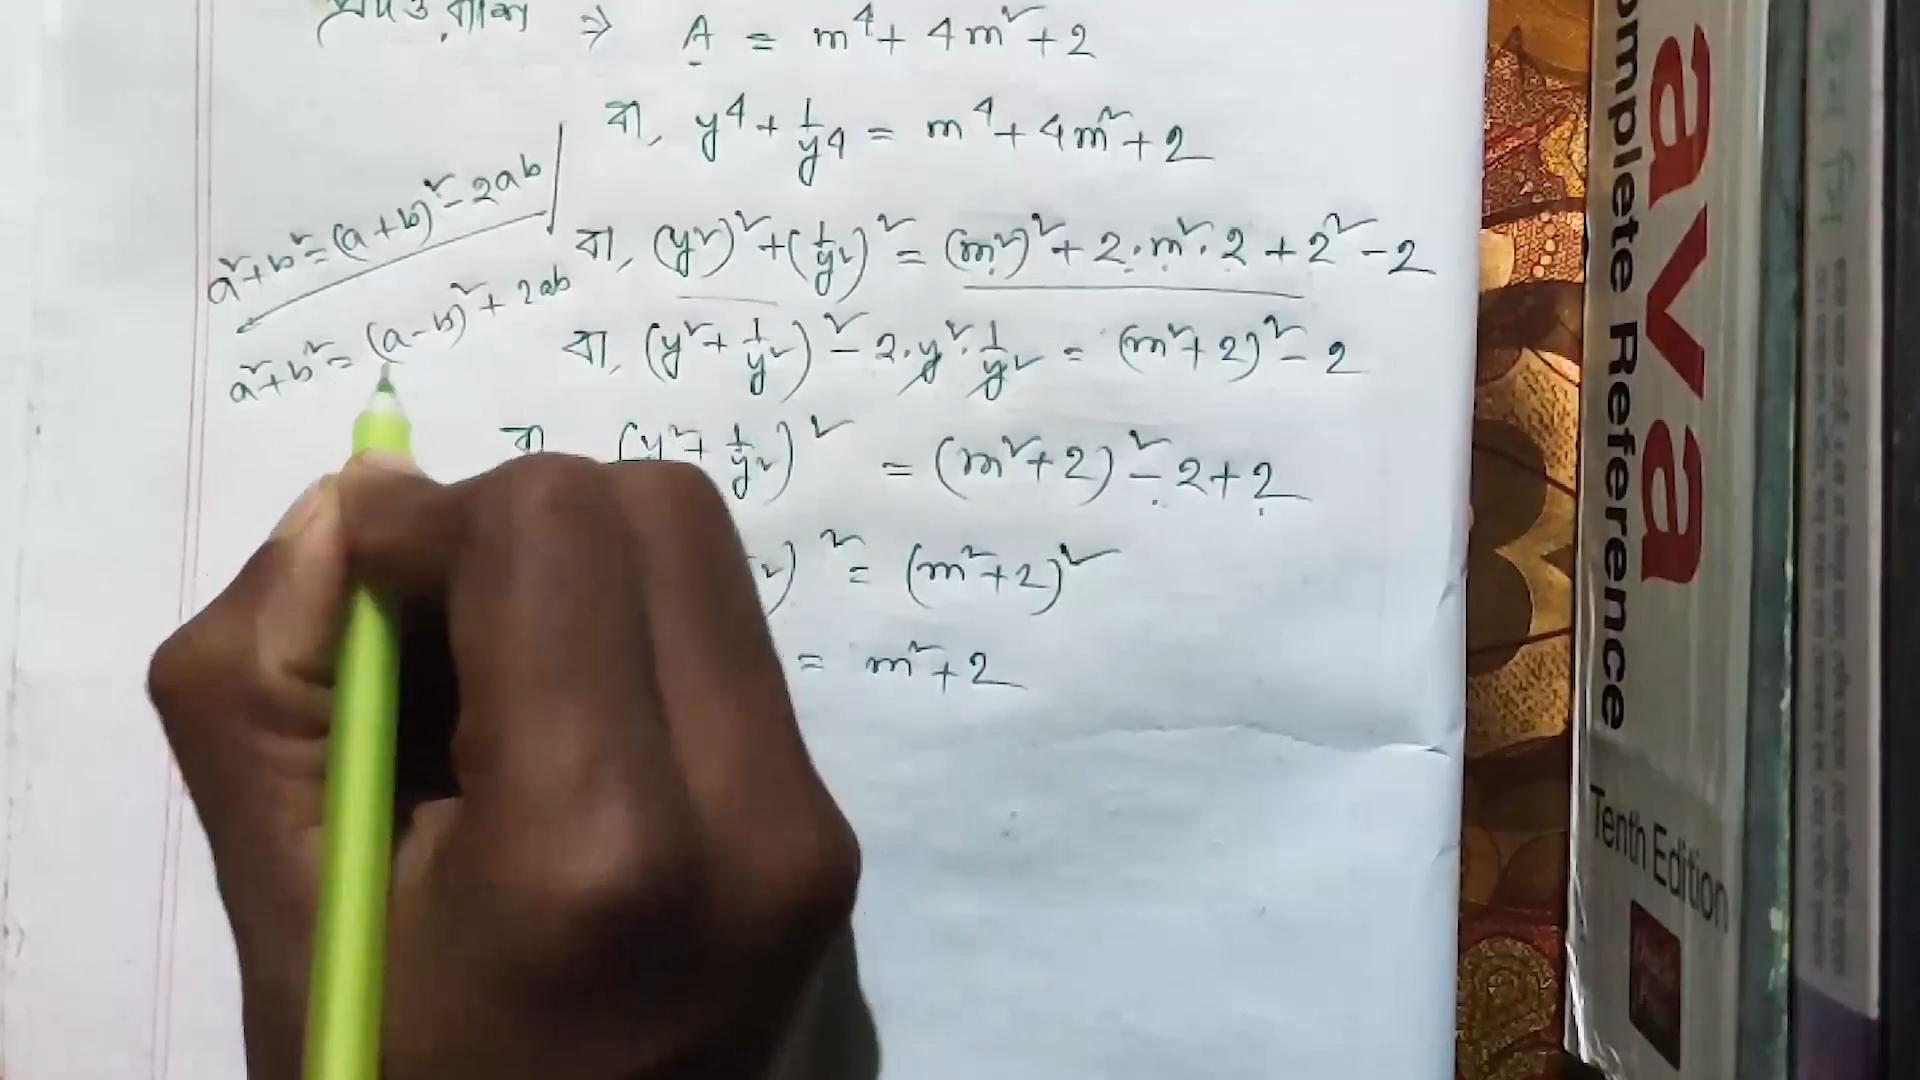 ⇒ A = m⁴ + 4m² + 2
বা, y⁴ + 1/y⁴ = m⁴ + 4m² + 2
a² + b² = (a + b)² - 2ab
বা, (y²)² + (1/y²)² = (m²)² + 2·m²·2 + 2² - 2
a² + b² = (a - b)² + 2ab
বা, (y² + 1/y²)² - 2·y²·1/y² = (m² + 2)² - 2
বা (y² + 1/y²)² = (m² + 2)² - 2 + 2
)² = (m² + 2)²
= m² + 2
ava
omplete Reference
Tenth Edition